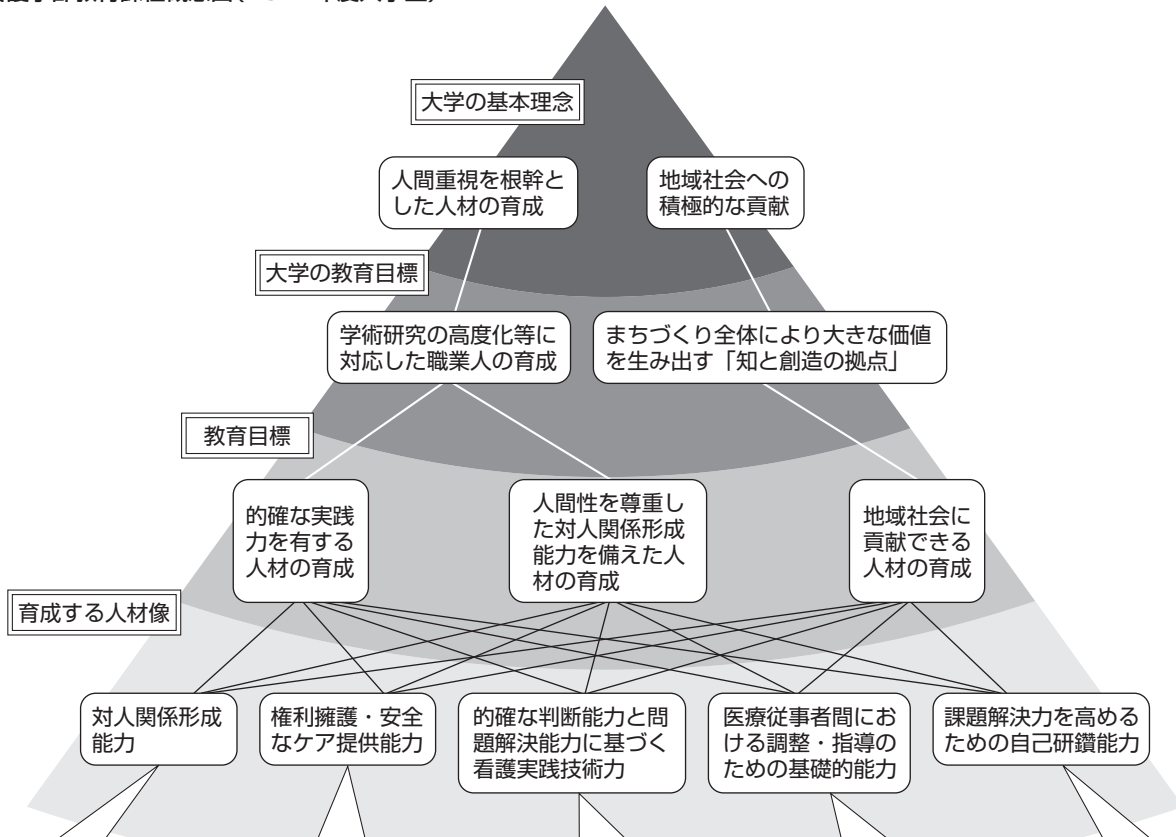 大学の基本理念
人間重視を根幹と
した人材の育成
地域社会への
積極的な貢献
大学の教育目標
学術研究の高度化等に
対応した職業人の育成
まちづくり全体により大きな価値
を生み出す「知と創造の拠点」
教育目標
的確な実践
力を有する
人材の育成
人間性を尊重し
た対人関係形成
能力を備えた人
材の育成
地域社会に
貢献できる
人材の育成
育成する人材像
対人関係形成
能力
権利擁護・安全
なケア提供能力
的確な判断能力と問
題解決能力に基づく
看護実践技術力
医療従事者間にお
ける調整・指導の
ための基礎的能力
課題解決力を高める
ための自己研鑽能力